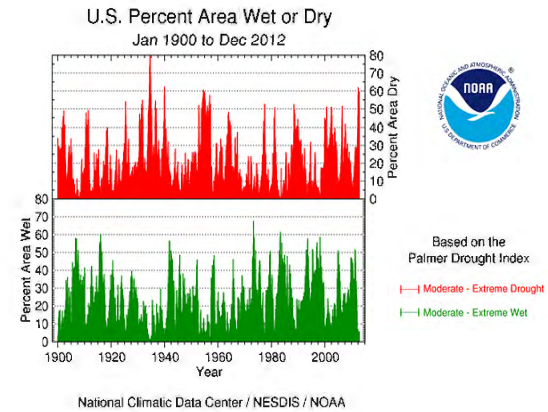 U.S. Percent Area Wet or Dry
Jan 1900 to Dec 2012
80
70
60
50
40
30
20
10
0
Percent Area Dry
80
70
60
50
40
30
20
10
0
Percent Area Wet
1900 1920 1940 1960 1980 2000
Year
NATIONAL OCEANIC AND ATMOSPHERIC ADMINISTRATION
®
NOAA
U.S. DEPARTMENT OF COMMERCE
Based on the
Palmer Drought Index
Moderate - Extreme Drought
Moderate - Extreme Wet
National Climatic Data Center / NESDIS / NOAA